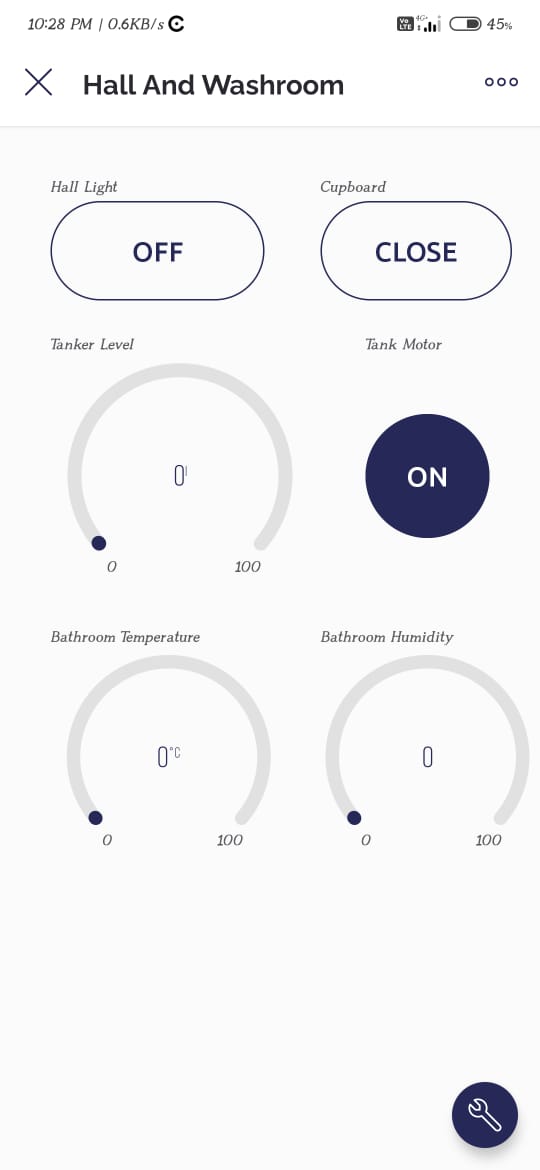 10:28 PM | 0.6KB/s
Vo LTE 4G+ 45%
Hall And Washroom
Hall Light Cupboard
OFF CLOSE
Tanker Level Tank Motor
0l ON
0 100
Bathroom Temperature Bathroom Humidity
0°C 0
0 100 0 100